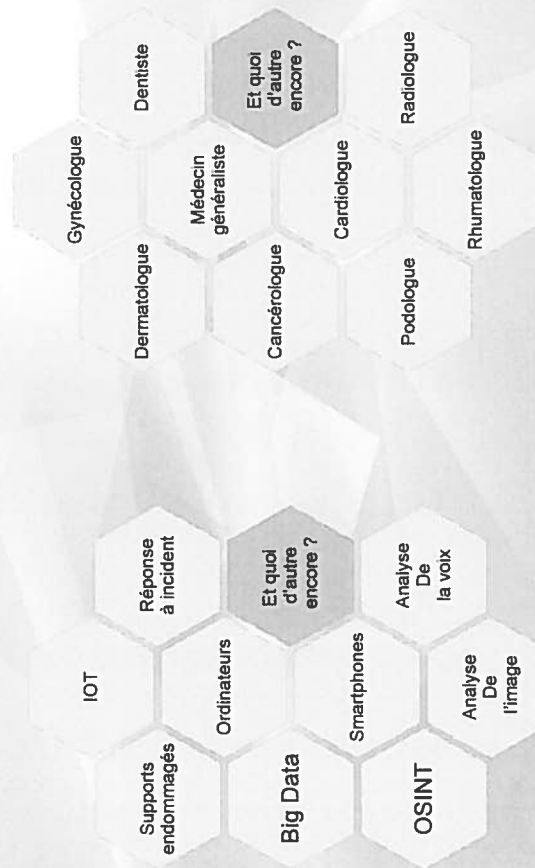 IOT
Supports
endommagés
Réponse
à incident
Ordinateurs
Big Data
Et quoi
d'autre
encore ?
Smartphones
OSINT
Analyse
De
la voix
Analyse
De
l'image
Gynécologue
Dermatologue
Dentiste
Médecin
généraliste
Cancérologue
Et quoi
d'autre
encore ?
Cardiologue
Podologue
Radiologue
Rhumatologue